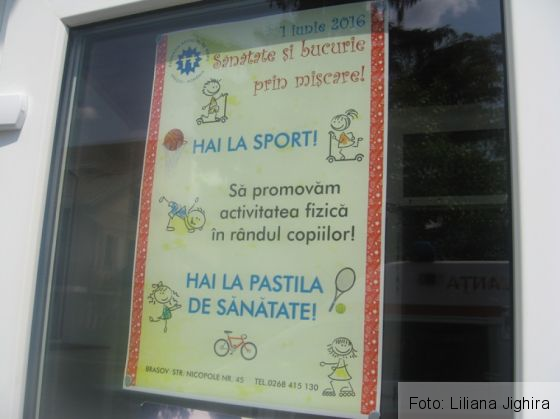 1 iunie 2016
Sănătate și bucurie
prin mișcare!
HAI LA SPORT!
Să promovăm
activitatea fizică
în rândul copiilor!
HAI LA PASTILA
DE SĂNĂTATE!
BRASOV STR. NICOPOLE NR. 45 TEL.0268 415 130
Foto: Liliana Jighira